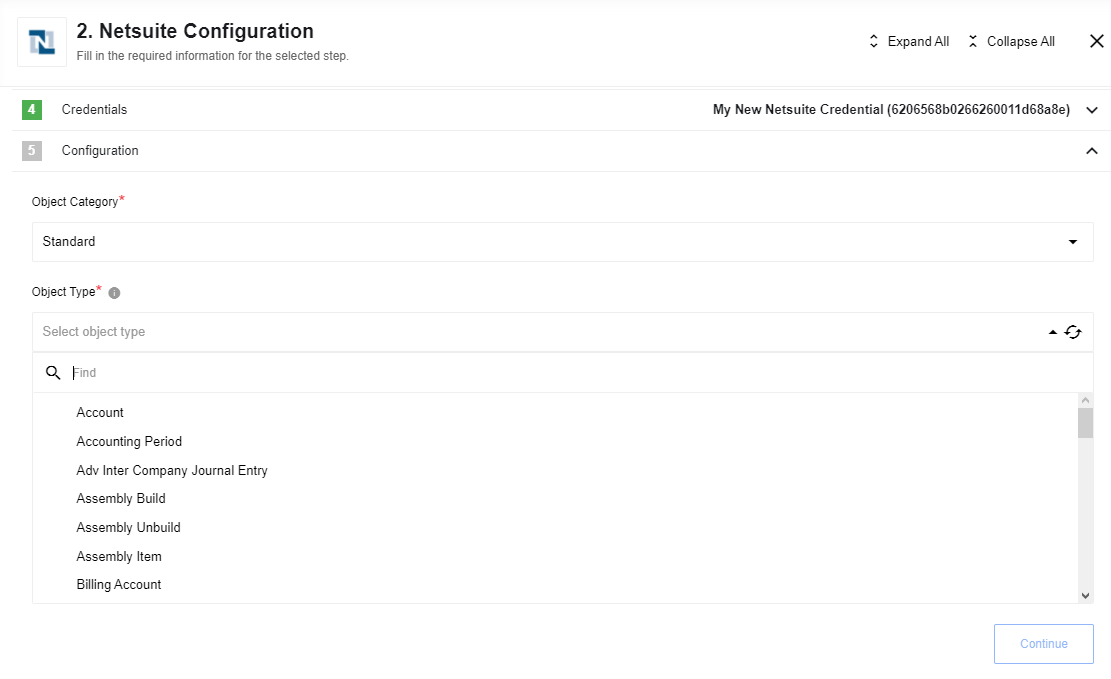 2. Netsuite Configuration
Fill in the required information for the selected step.
Expand All
Collapse All
4 Credentials My New Netsuite Credential (6206568b0266260011d68a8e)
5 Configuration
Object Category*
Standard
Object Type* i
Select object type
Find
Account
Accounting Period
Adv Inter Company Journal Entry
Assembly Build
Assembly Unbuild
Assembly Item
Billing Account
Continue